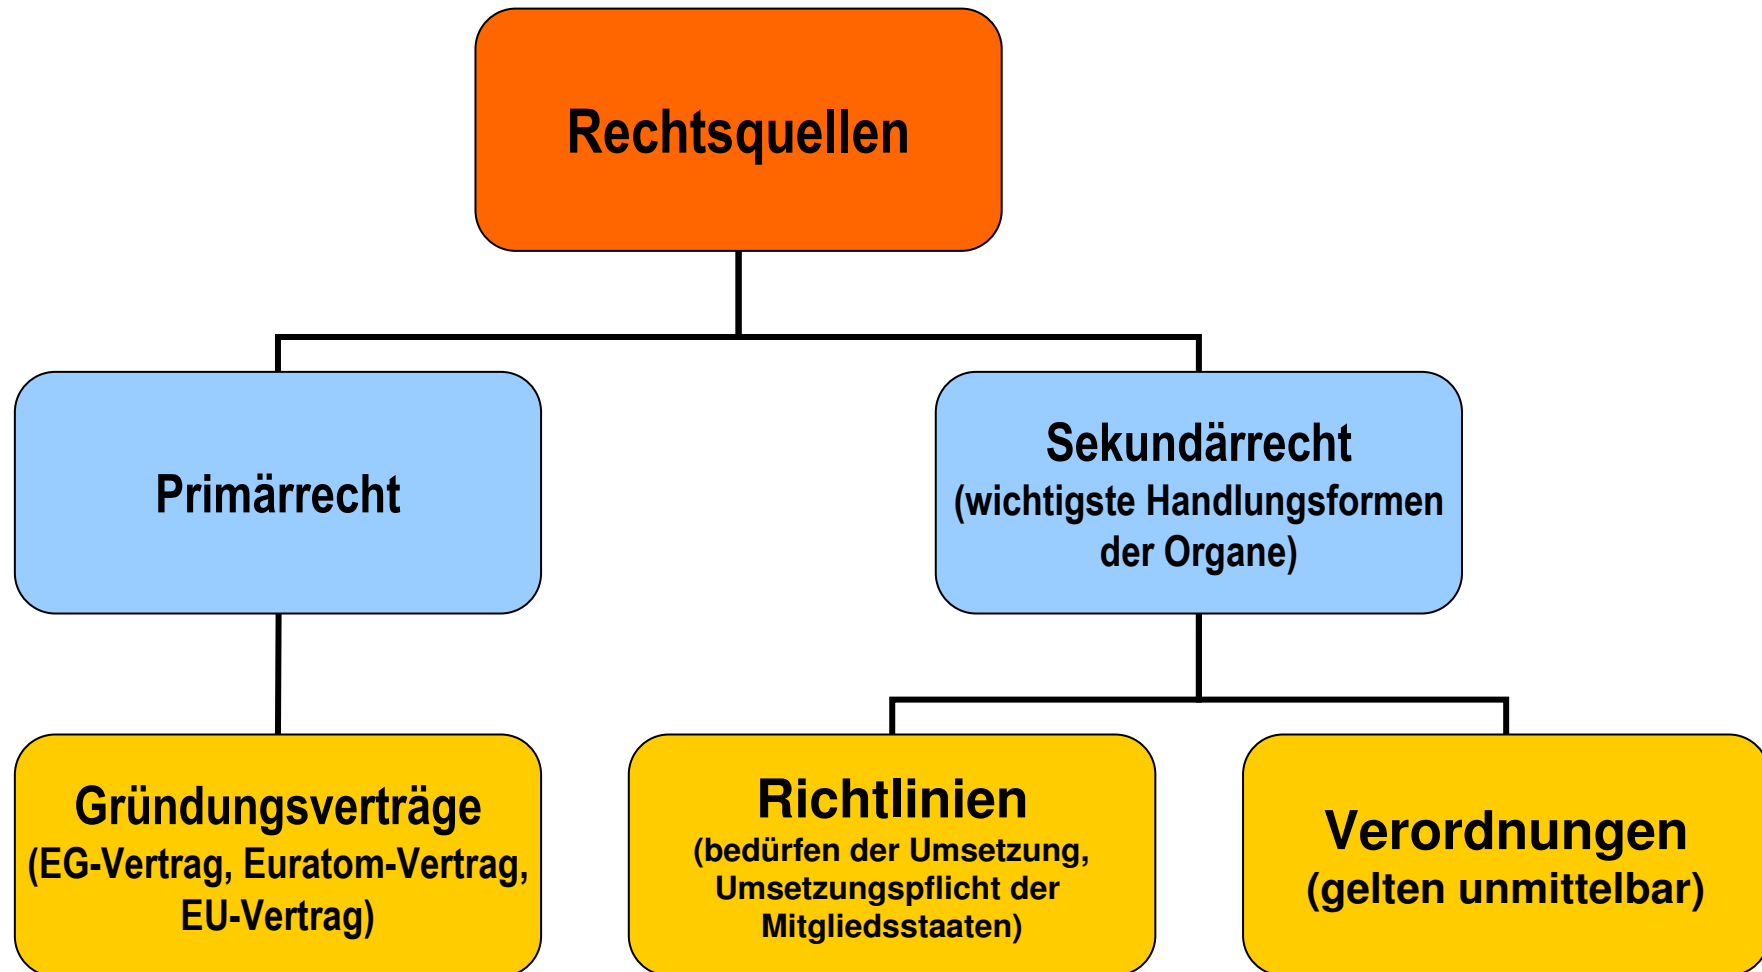 Rechtsquellen
Primärrecht
Sekundärrecht
(wichtigste Handlungsformen
der Organe)
Gründungsverträge
(EG-Vertrag, Euratom-Vertrag,
EU-Vertrag)
Richtlinien
(bedürfen der Umsetzung,
Umsetzungspflicht der
Mitgliedsstaaten)
Verordnungen
(gelten unmittelbar)